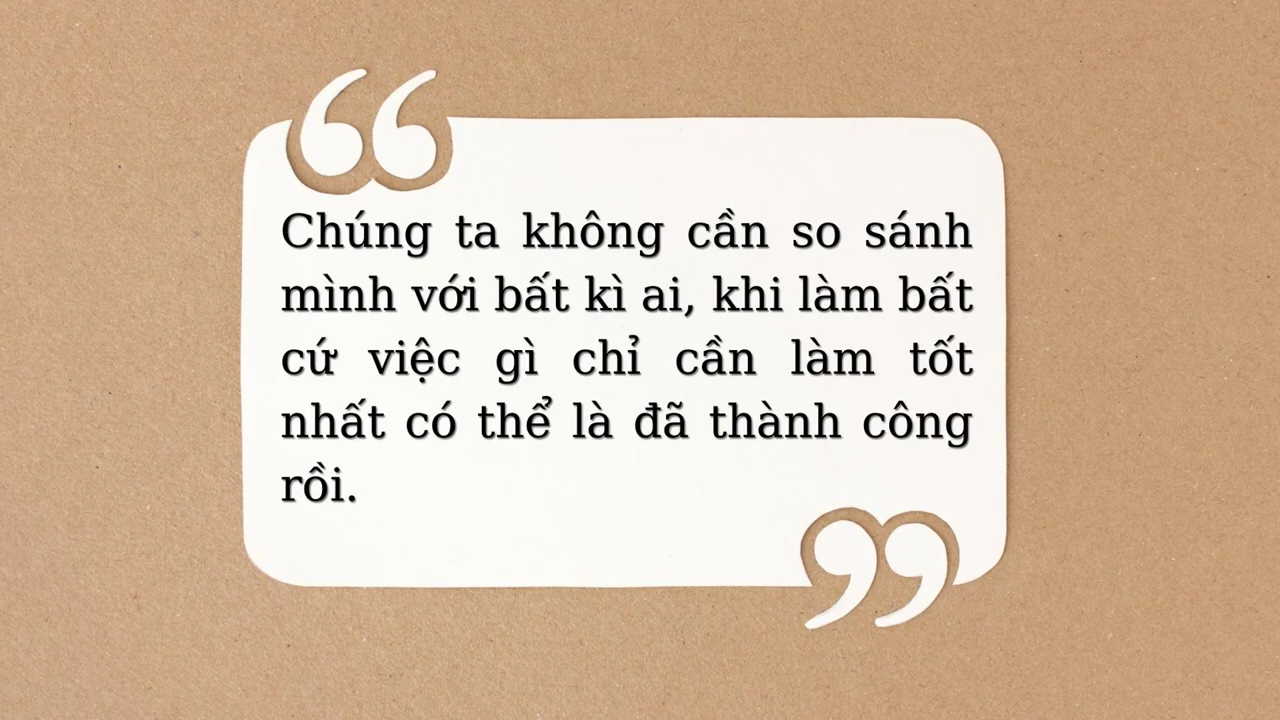 Chúng ta không cần so sánh
mình với bất kì ai, khi làm bất
cứ việc gì chỉ cần làm tốt
nhất có thể là đã thành công
rồi.